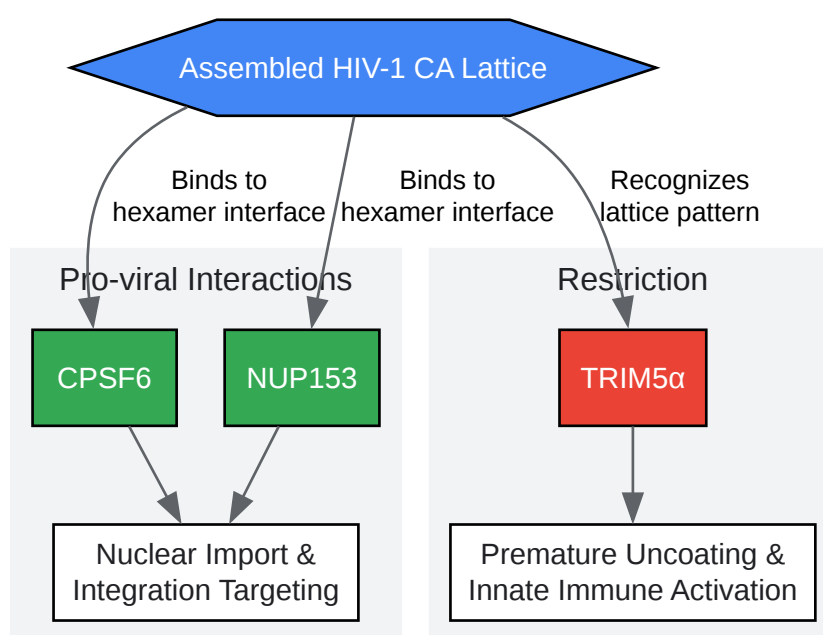 Assembled HIV-1 CA Lattice
Binds to
hexamer interface
Binds to
hexamer interface
Recognizes
lattice pattern
Pro-viral Interactions
Restriction
CPSF6
NUP153
TRIM5α
Nuclear Import &
Integration Targeting
Premature Uncoating &
Innate Immune Activation